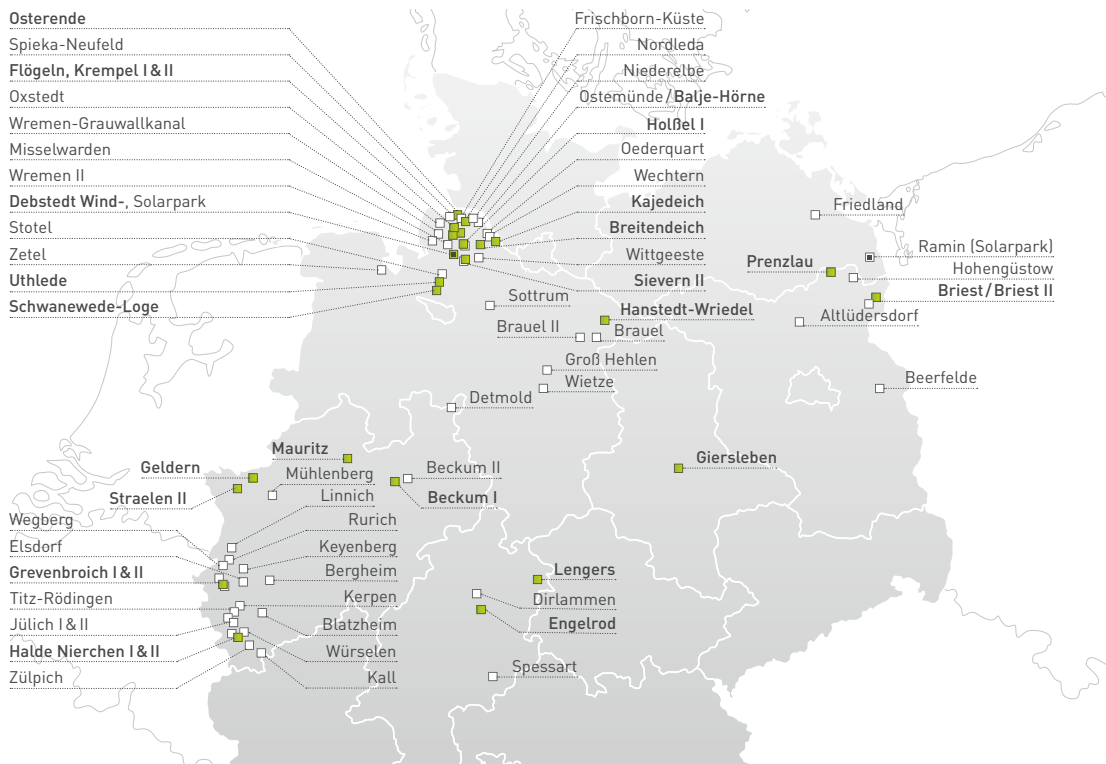 Osterende
Spieka-Neufeld
Flögeln, Krempel I & II
Oxstedt
Wremen-Grauwallkanal
Misselwarden
Wremen II
Debstedt Wind-, Solarpark
Stotel
Zetel
Uthlede
Schwanewede-Loge
Frischborn-Küste
Nordleda
Niederelbe
Ostemünde / Balje-Hörne
Holßel I
Oederquart
Wechtern
Kajedeich
Breitendeich
Wittgeeste
Sievern II
Sottrum
Hanstedt-Wriedel
Brauel II
Brauel
Groß Hehlen
Wietze
Detmold
Friedland
Ramin (Solarpark)
Prenzlau
Hohengüstow
Briest / Briest II
Altlüdersdorf
Beerfelde
Mauritz
Geldern
Mühlenberg
Straelen II
Beckum II
Beckum I
Giersleben
Linnich
Wegberg
Rurich
Elsdorf
Keyenberg
Grevenbroich I & II
Bergheim
Titz-Rödingen
Kerpen
Jülich I & II
Blatzheim
Halde Nierchen I & II
Würselen
Zülpich
Kall
Lengers
Dirlammen
Engelrod
Spessart